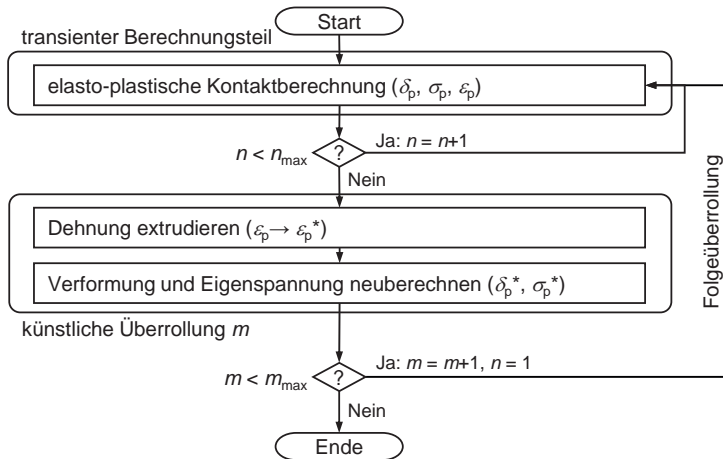 Start
transienter Berechnungsteil
elasto-plastische Kontaktberechnung (δp, σp, εp)
n < nmax
?
Ja: n = n+1
Nein
Dehnung extrudieren (εp→ εp*)
Verformung und Eigenspannung neuberechnen (δp*, σp*)
künstliche Überrollung m
Folgeüberrollung
m < mmax
?
Ja: m = m+1, n = 1
Nein
Ende